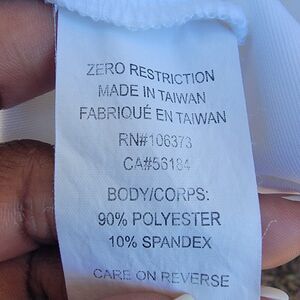 ZERO RESTRICTION
MADE IN TAIWAN
FABRIQUÉ EN TAIWAN
RN#106373
CA#56184
BODY/CORPS:
90% POLYESTER
10% SPANDEX
CARE ON REVERSE